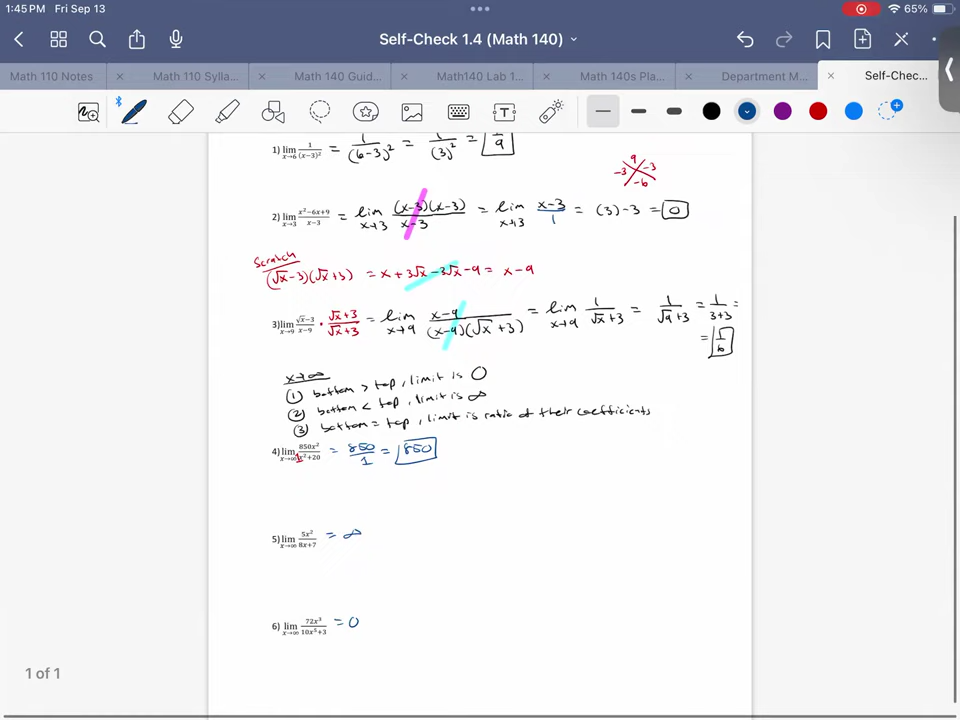 1:45 PM Fri Sep 13
65%
Self-Check 1.4 (Math 140)
Math 110 Notes
Math 110 Sylla...
Math 140 Guid...
Math140 Lab 1...
Math 140s Pla...
Department M...
Self-Chec...
1) lim x→6 1/(x−3)² = 1/(6−3)² = 1/(3)² = 1/9
9
−3 −3
−6
2) lim x→3 x²−6x+9/x−3 = lim x→3 (x−3)(x−3)/x−3 = lim x→3 x−3/1 = (3)−3 = 0
Scratch
(√x−3)(√x+3) = x+3√x−3√x−9 = x−9
3) lim x→9 √x−3/x−9 · √x+3/√x+3 = lim x→9 x−9/(x−9)(√x+3) = lim x→9 1/√x+3 = 1/√9+3 = 1/3+3 =
= 1/6
x→∞
(1) bottom > top, limit is 0
(2) bottom < top, limit is ∞
(3) bottom = top, limit is ratio of their coefficients
4) lim x→∞ 850x²/1x²+20 = 850/1 = 850
5) lim x→∞ 5x²/8x+7 = ∞
6) lim x→∞ 72x³/10x⁵+3 = 0
1 of 1